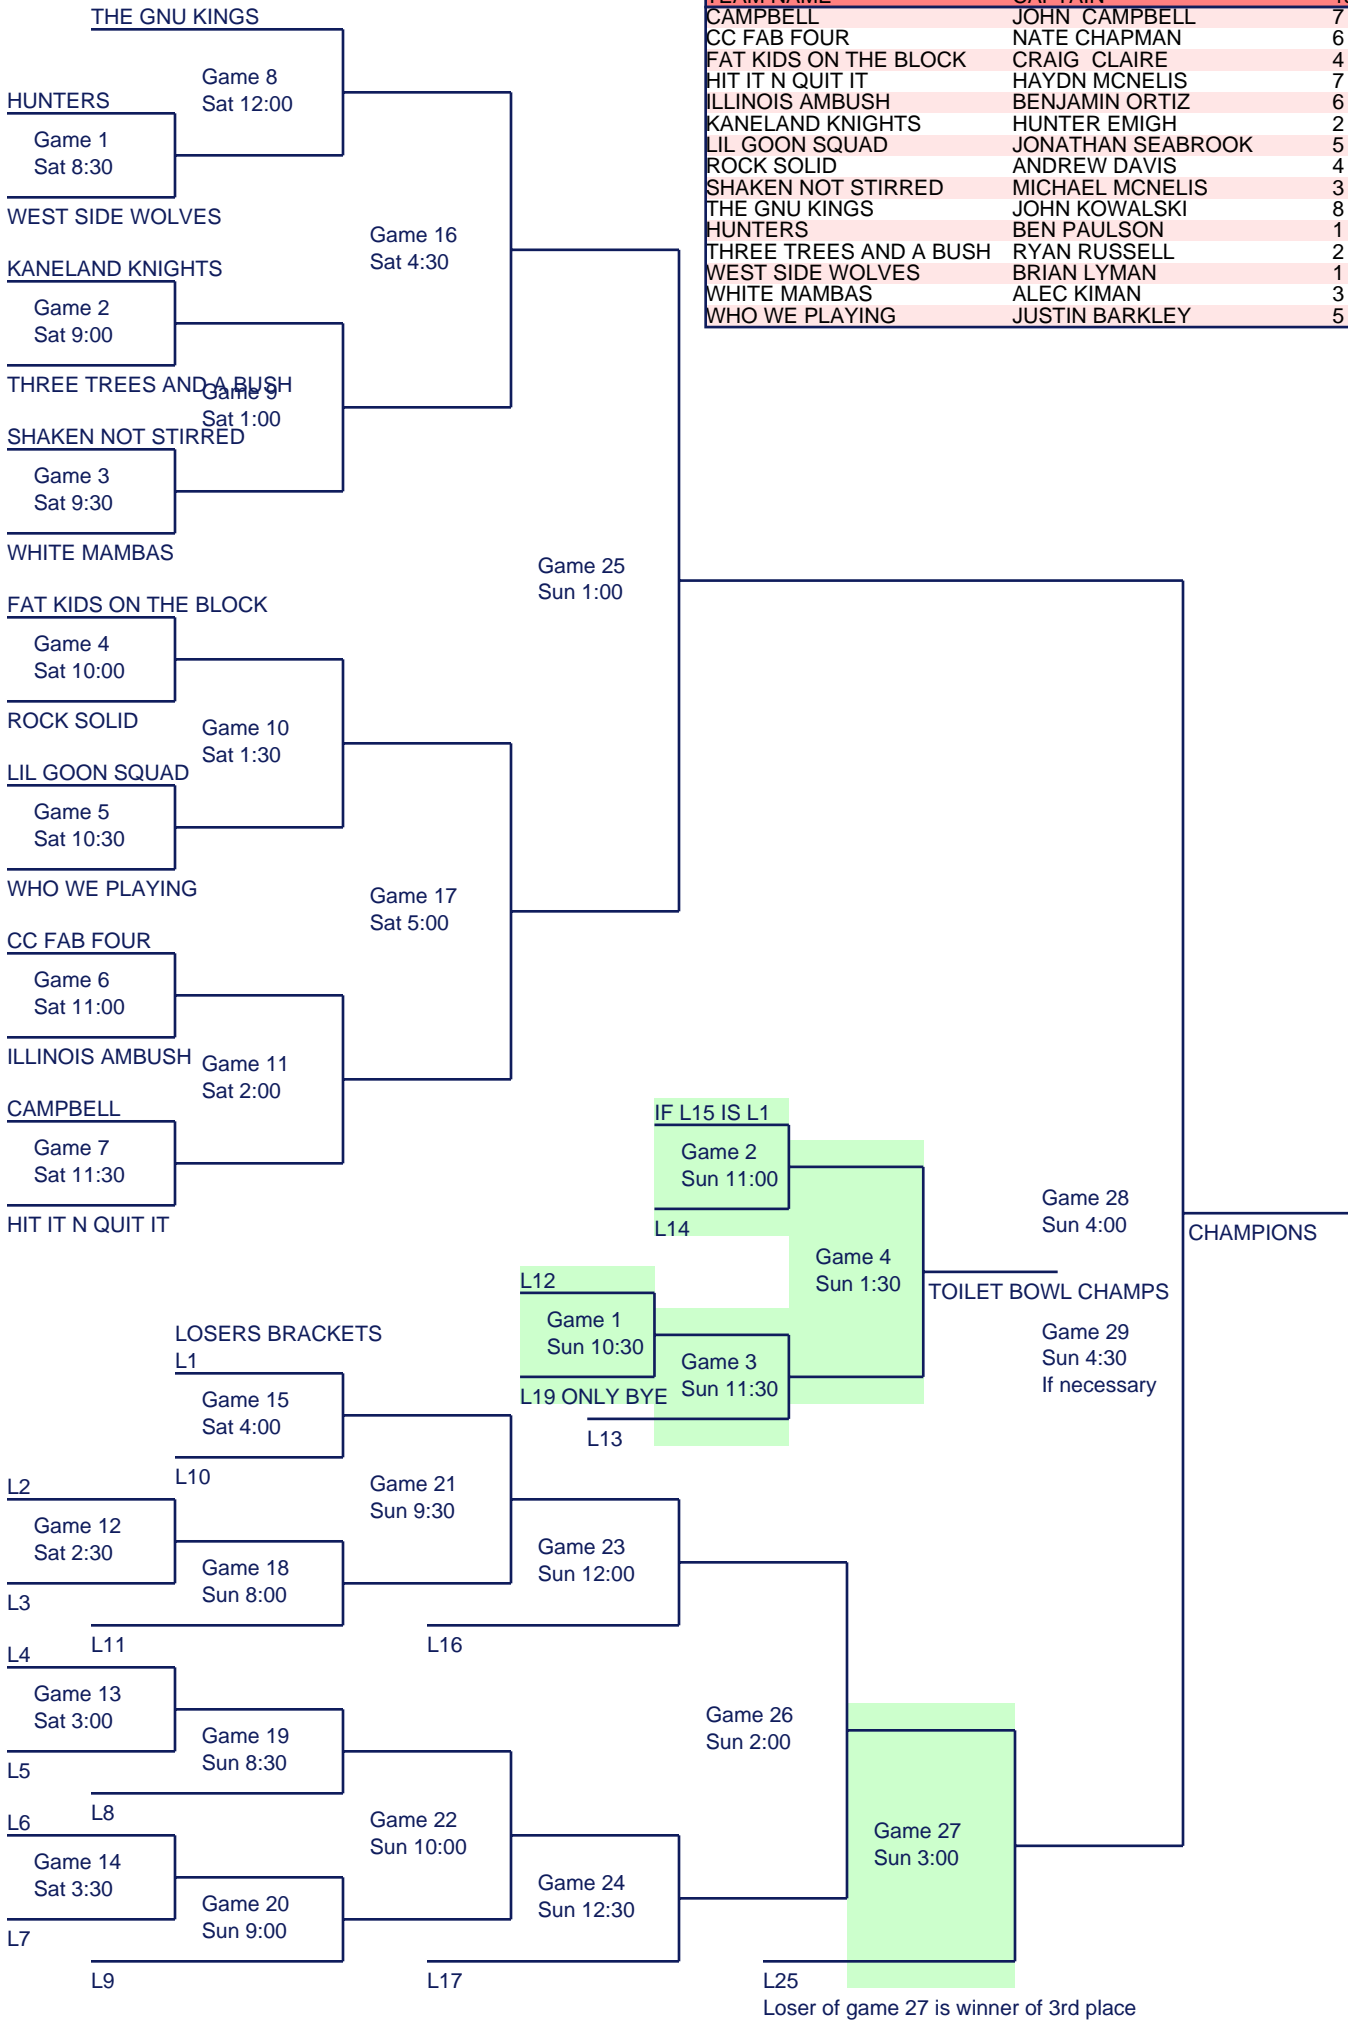 TEAM NAME CAPTAIN
CAMPBELL JOHN CAMPBELL 7
CC FAB FOUR NATE CHAPMAN 6
FAT KIDS ON THE BLOCK CRAIG CLAIRE 4
HIT IT N QUIT IT HAYDN MCNELIS 7
ILLINOIS AMBUSH BENJAMIN ORTIZ 6
KANELAND KNIGHTS HUNTER EMIGH 2
LIL GOON SQUAD JONATHAN SEABROOK 5
ROCK SOLID ANDREW DAVIS 4
SHAKEN NOT STIRRED MICHAEL MCNELIS 3
THE GNU KINGS JOHN KOWALSKI 8
HUNTERS BEN PAULSON 1
THREE TREES AND A BUSH RYAN RUSSELL 2
WEST SIDE WOLVES BRIAN LYMAN 1
WHITE MAMBAS ALEC KIMAN 3
WHO WE PLAYING JUSTIN BARKLEY 5
THE GNU KINGS
Game 8
Sat 12:00
HUNTERS
Game 1
Sat 8:30
WEST SIDE WOLVES
Game 16
Sat 4:30
KANELAND KNIGHTS
Game 2
Sat 9:00
THREE TREES AND A BUSH
Game 9
Sat 1:00
SHAKEN NOT STIRRED
Game 3
Sat 9:30
WHITE MAMBAS
Game 25
Sun 1:00
FAT KIDS ON THE BLOCK
Game 4
Sat 10:00
ROCK SOLID
Game 10
Sat 1:30
LIL GOON SQUAD
Game 5
Sat 10:30
WHO WE PLAYING
Game 17
Sat 5:00
CC FAB FOUR
Game 6
Sat 11:00
ILLINOIS AMBUSH
Game 11
Sat 2:00
CAMPBELL
Game 7
Sat 11:30
HIT IT N QUIT IT
IF L15 IS L1
Game 2
Sun 11:00
L14
Game 28
Sun 4:00
CHAMPIONS
Game 4
Sun 1:30
TOILET BOWL CHAMPS
L12
Game 1
Sun 10:30
L19 ONLY BYE
Game 3
Sun 11:30
L13
Game 29
Sun 4:30
If necessary
LOSERS BRACKETS
L1
Game 15
Sat 4:00
L10
Game 21
Sun 9:30
L2
Game 12
Sat 2:30
L3
Game 18
Sun 8:00
L11
Game 23
Sun 12:00
L16
L4
Game 13
Sat 3:00
L5
Game 19
Sun 8:30
L8
Game 26
Sun 2:00
L6
Game 14
Sat 3:30
L7
Game 22
Sun 10:00
Game 20
Sun 9:00
L9
Game 24
Sun 12:30
L17
Game 27
Sun 3:00
L25
Loser of game 27 is winner of 3rd place